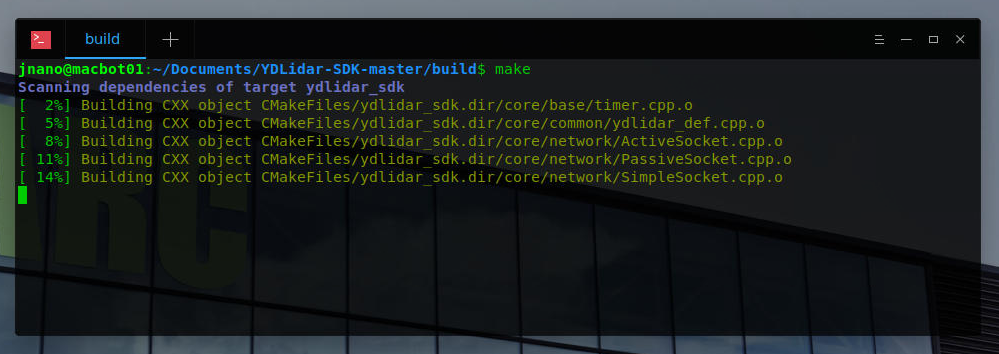 >_ build +
jnano@macbot01:~/Documents/YDLidar-SDK-master/build$ make
Scanning dependencies of target ydlidar_sdk
[  2%] Building CXX object CMakeFiles/ydlidar_sdk.dir/core/base/timer.cpp.o
[  5%] Building CXX object CMakeFiles/ydlidar_sdk.dir/core/common/ydlidar_def.cpp.o
[  8%] Building CXX object CMakeFiles/ydlidar_sdk.dir/core/network/ActiveSocket.cpp.o
[ 11%] Building CXX object CMakeFiles/ydlidar_sdk.dir/core/network/PassiveSocket.cpp.o
[ 14%] Building CXX object CMakeFiles/ydlidar_sdk.dir/core/network/SimpleSocket.cpp.o
ARC